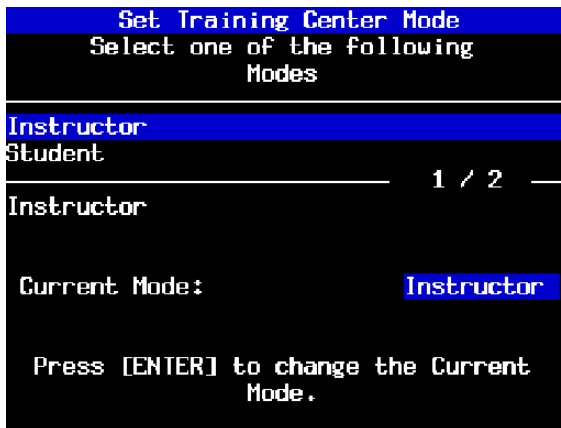 Set Training Center Mode
Select one of the following
Modes
Instructor
Student
1 / 2
Instructor
Current Mode: Instructor
Press [ENTER] to change the Current
Mode.